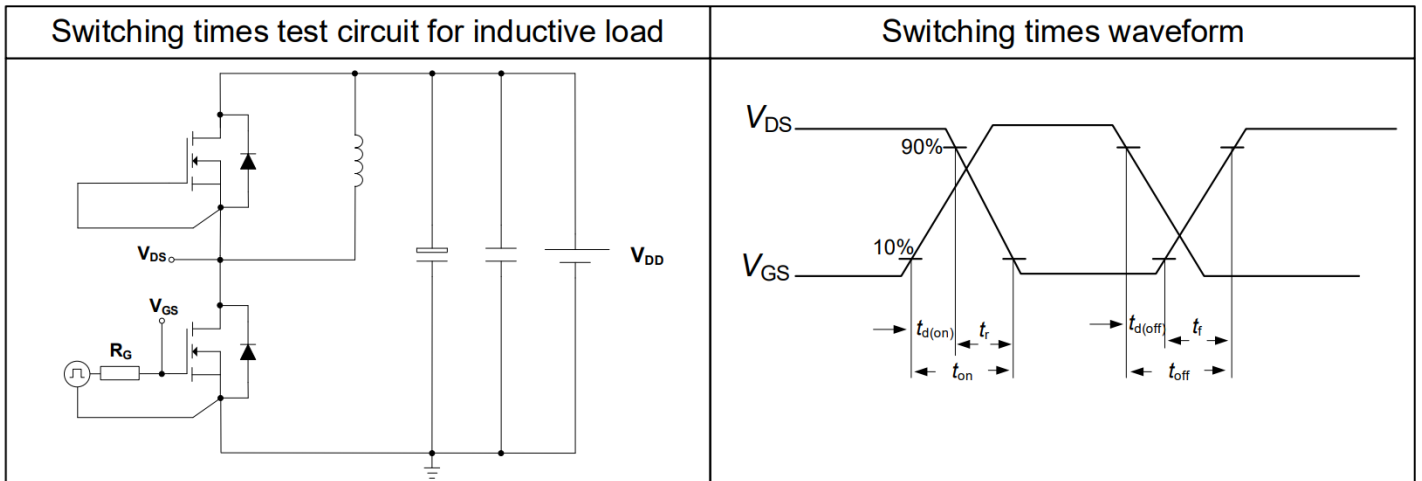 Switching times test circuit for inductive load
Switching times waveform
VDS
VGS
RG
VDD
VDS
90%
10%
VGS
td(on) tr
ton
td(off) tf
toff